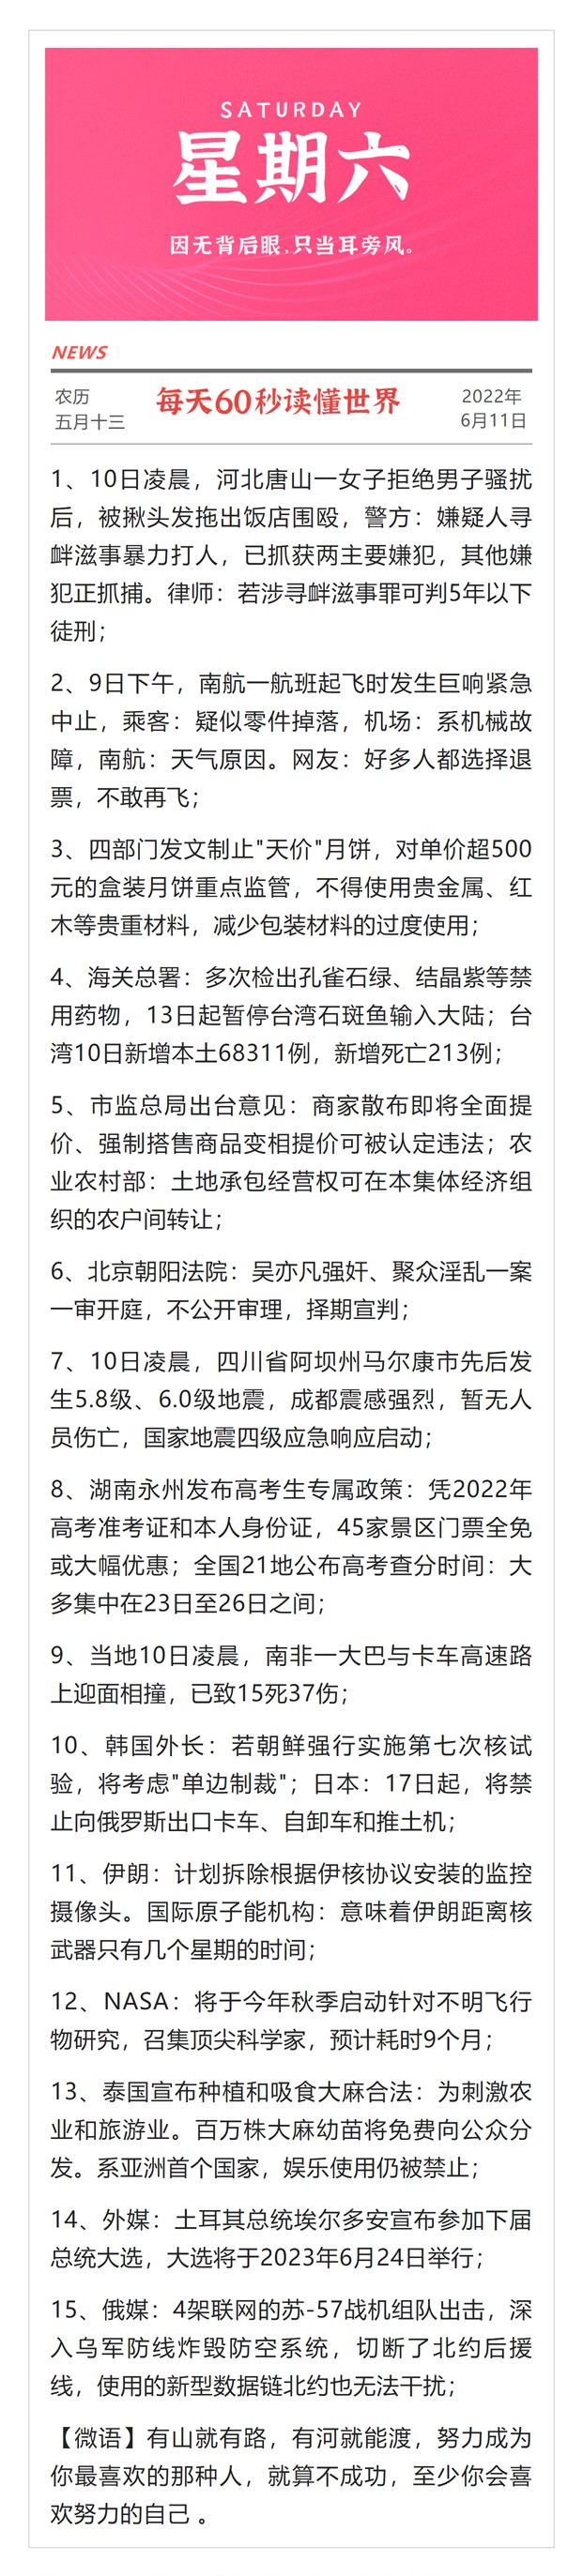 SATURDAY
星期六
因无背后眼.只当耳旁风。
NEWS
农历
五月十三
每天60秒读懂世界
2022年
6月11日
1、10日凌晨，河北唐山一女子拒绝男子骚扰
后，被揪头发拖出饭店围殴，警方：嫌疑人寻
衅滋事暴力打人，已抓获两主要嫌犯，其他嫌
犯正抓捕。律师：若涉寻衅滋事罪可判5年以下
徒刑；
2、9日下午，南航一航班起飞时发生巨响紧急
中止，乘客：疑似零件掉落，机场：系机械故
障，南航：天气原因。网友：好多人都选择退
票，不敢再飞；
3、四部门发文制止"天价"月饼，对单价超500
元的盒装月饼重点监管，不得使用贵金属、红
木等贵重材料，减少包装材料的过度使用；
4、海关总署：多次检出孔雀石绿、结晶紫等禁
用药物，13日起暂停台湾石斑鱼输入大陆；台
湾10日新增本土68311例，新增死亡213例；
5、市监总局出台意见：商家散布即将全面提
价、强制搭售商品变相提价可被认定违法；农
业农村部：土地承包经营权可在本集体经济组
织的农户间转让；
6、北京朝阳法院：吴亦凡强奸、聚众淫乱一案
一审开庭，不公开审理，择期宣判；
7、10日凌晨，四川省阿坝州马尔康市先后发
生5.8级、6.0级地震，成都震感强烈，暂无人
员伤亡，国家地震四级应急响应启动；
8、湖南永州发布高考生专属政策：凭2022年
高考准考证和本人身份证，45家景区门票全免
或大幅优惠；全国21地公布高考查分时间：大
多集中在23日至26日之间；
9、当地10日凌晨，南非一大巴与卡车高速路
上迎面相撞，已致15死37伤；
10、韩国外长：若朝鲜强行实施第七次核试
验，将考虑"单边制裁"；日本：17日起，将禁
止向俄罗斯出口卡车、自卸车和推土机；
11、伊朗：计划拆除根据伊核协议安装的监控
摄像头。国际原子能机构：意味着伊朗距离核
武器只有几个星期的时间；
12、NASA：将于今年秋季启动针对不明飞行
物研究，召集顶尖科学家，预计耗时9个月；
13、泰国宣布种植和吸食大麻合法：为刺激农
业和旅游业。百万株大麻幼苗将免费向公众分
发。系亚洲首个国家，娱乐使用仍被禁止；
14、外媒：土耳其总统埃尔多安宣布参加下届
总统大选，大选将于2023年6月24日举行；
15、俄媒：4架联网的苏-57战机组队出击，深
入乌军防线炸毁防空系统，切断了北约后援
线，使用的新型数据链北约也无法干扰；
【微语】有山就有路，有河就能渡，努力成为
你最喜欢的那种人，就算不成功，至少你会喜
欢努力的自己 。